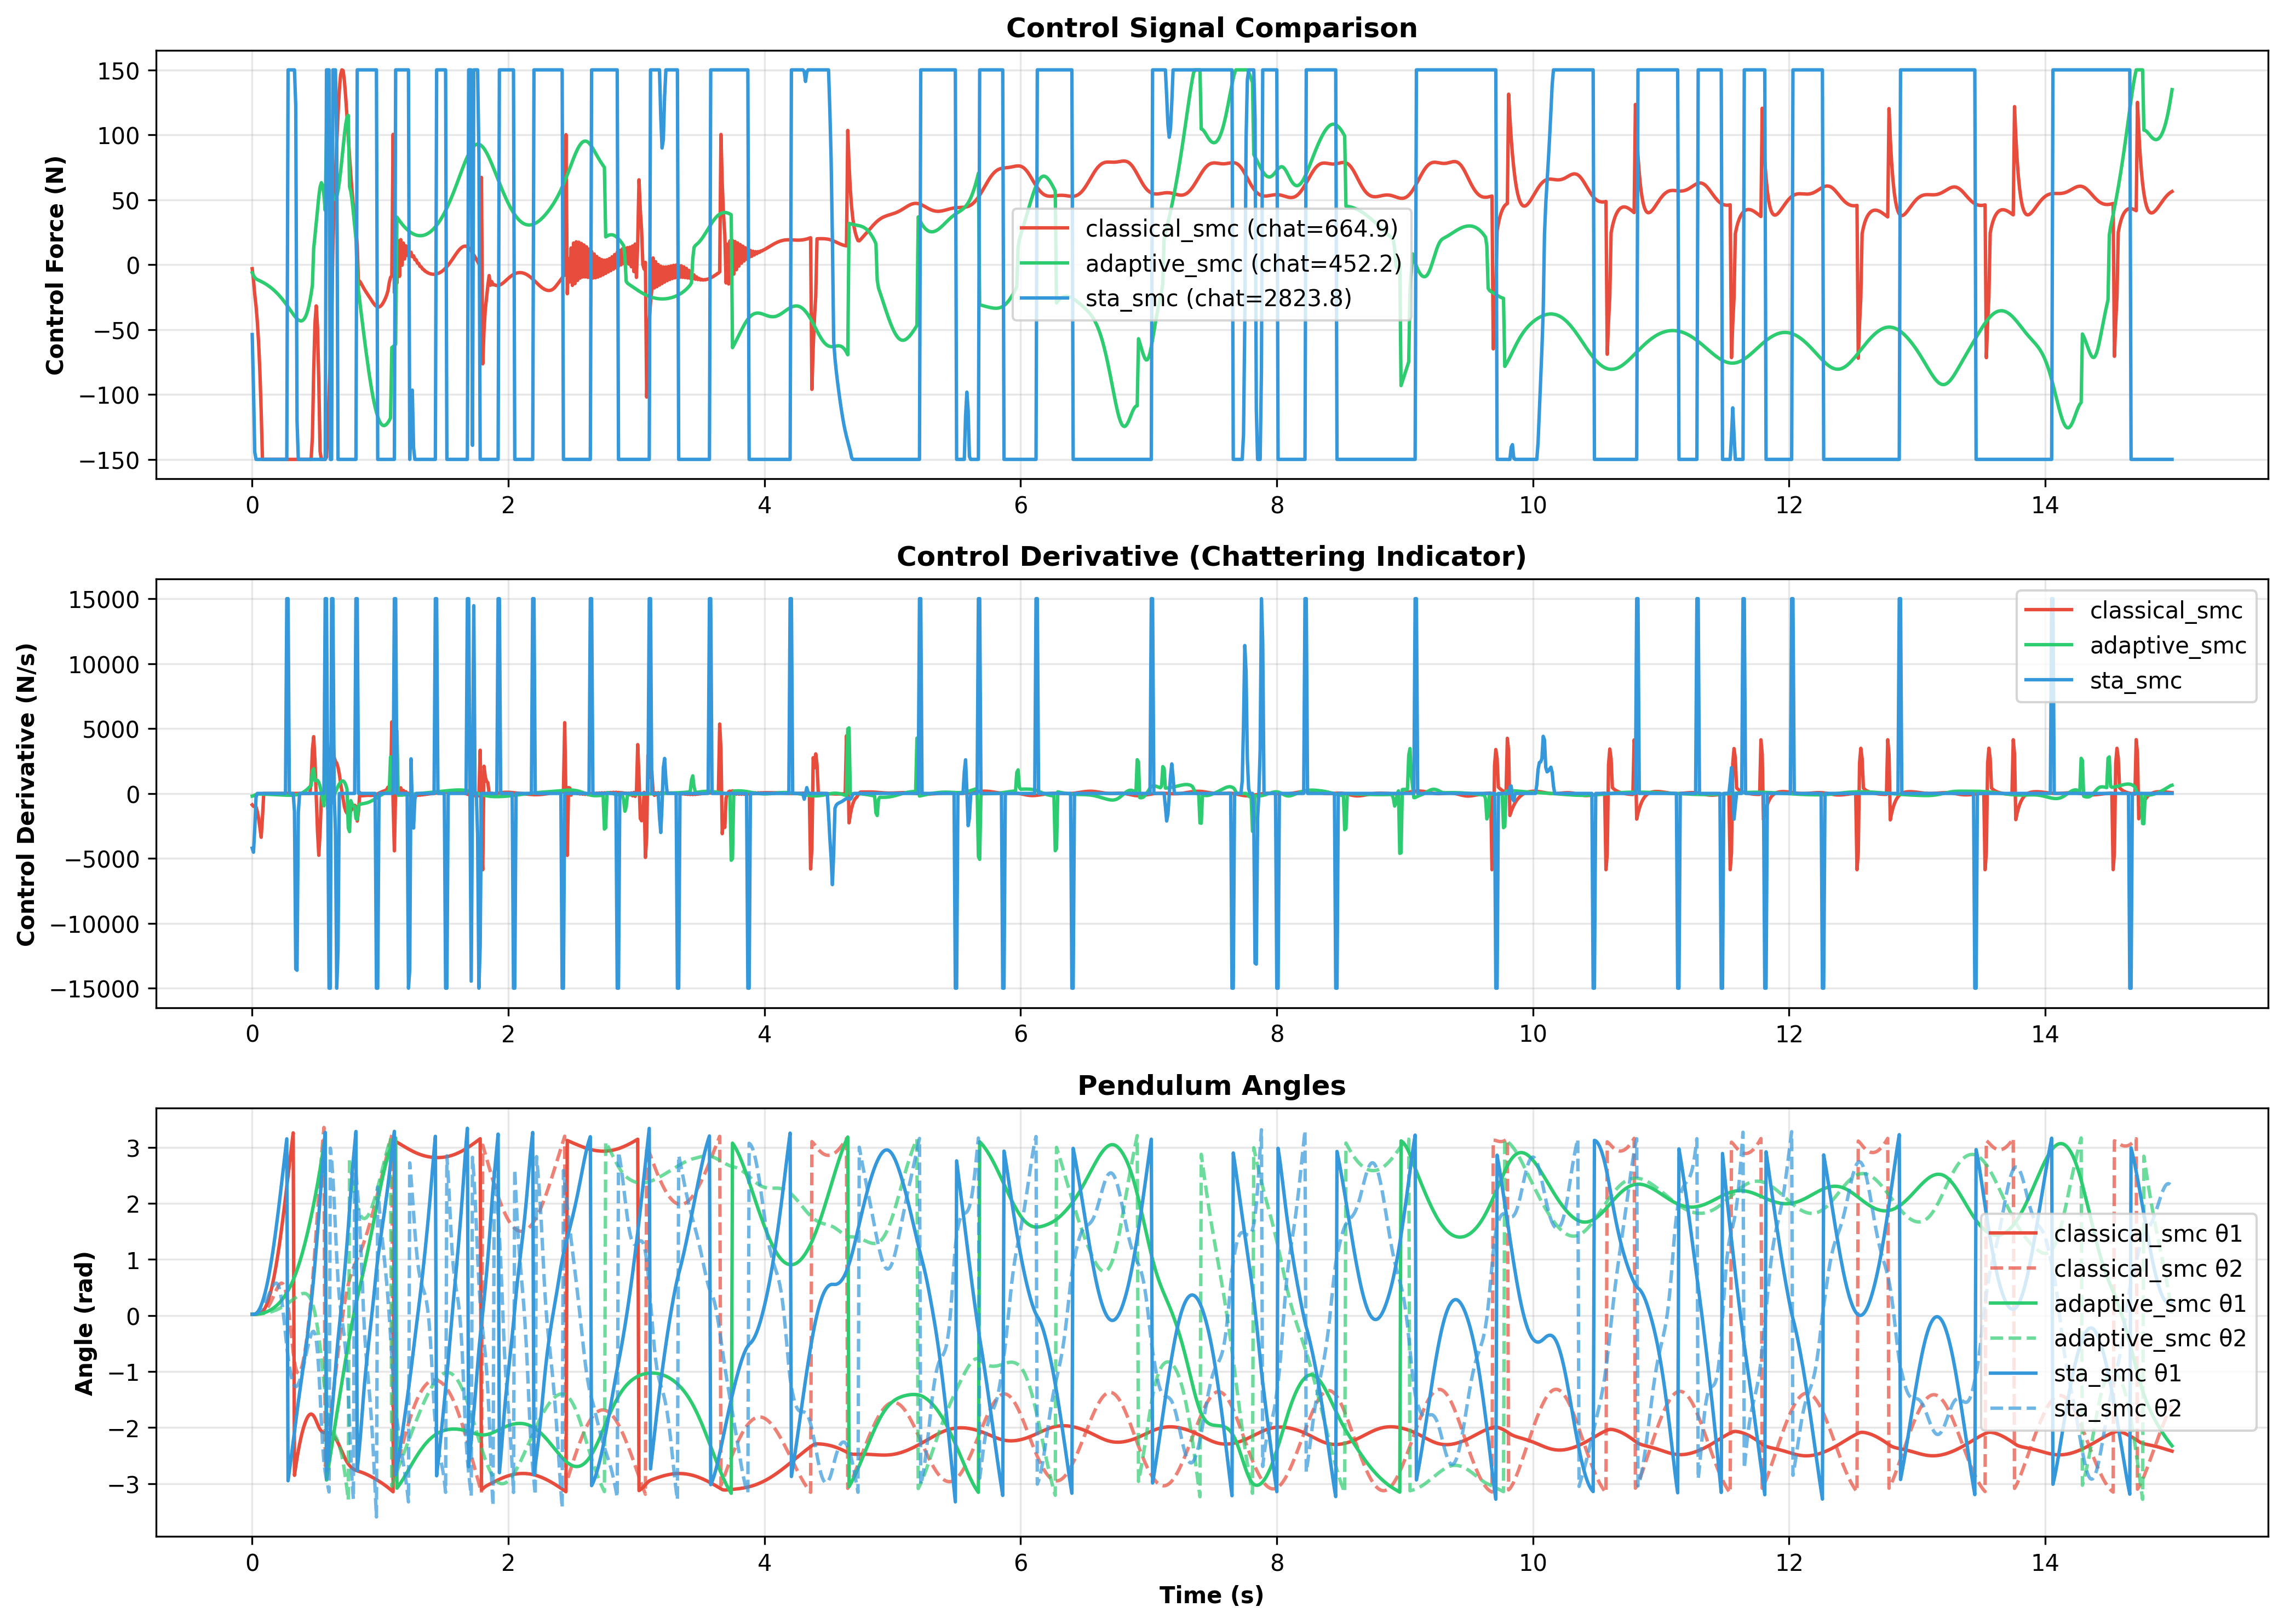 Control Signal Comparison
Control Force (N)
150
100
50
0
−50
−100
−150
classical_smc (chat=664.9)
adaptive_smc (chat=452.2)
sta_smc (chat=2823.8)
0 2 4 6 8 10 12 14
Control Derivative (Chattering Indicator)
Control Derivative (N/s)
15000
10000
5000
0
−5000
−10000
−15000
classical_smc
adaptive_smc
sta_smc
0 2 4 6 8 10 12 14
Pendulum Angles
Angle (rad)
3
2
1
0
−1
−2
−3
classical_smc θ1
classical_smc θ2
adaptive_smc θ1
adaptive_smc θ2
sta_smc θ1
sta_smc θ2
0 2 4 6 8 10 12 14
Time (s)